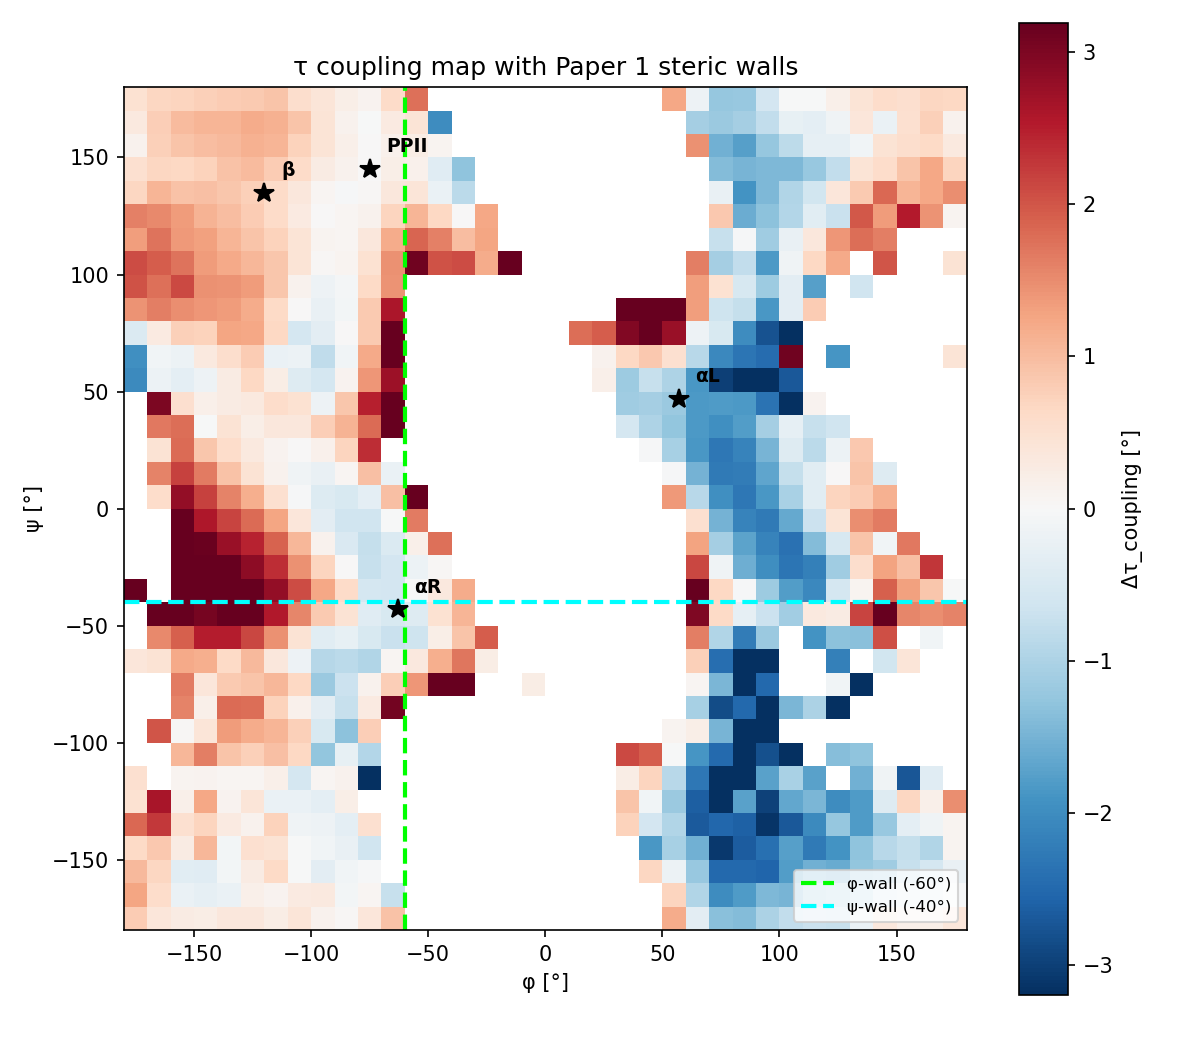 τ coupling map with Paper 1 steric walls
3
2
1
0
−1
−2
−3
Δτ_coupling [°]
150
100
50
0
−50
−100
−150
ψ [°]
β
PPII
αL
αR
φ-wall (-60°)
ψ-wall (-40°)
−150
−100
−50
0
50
100
150
φ [°]